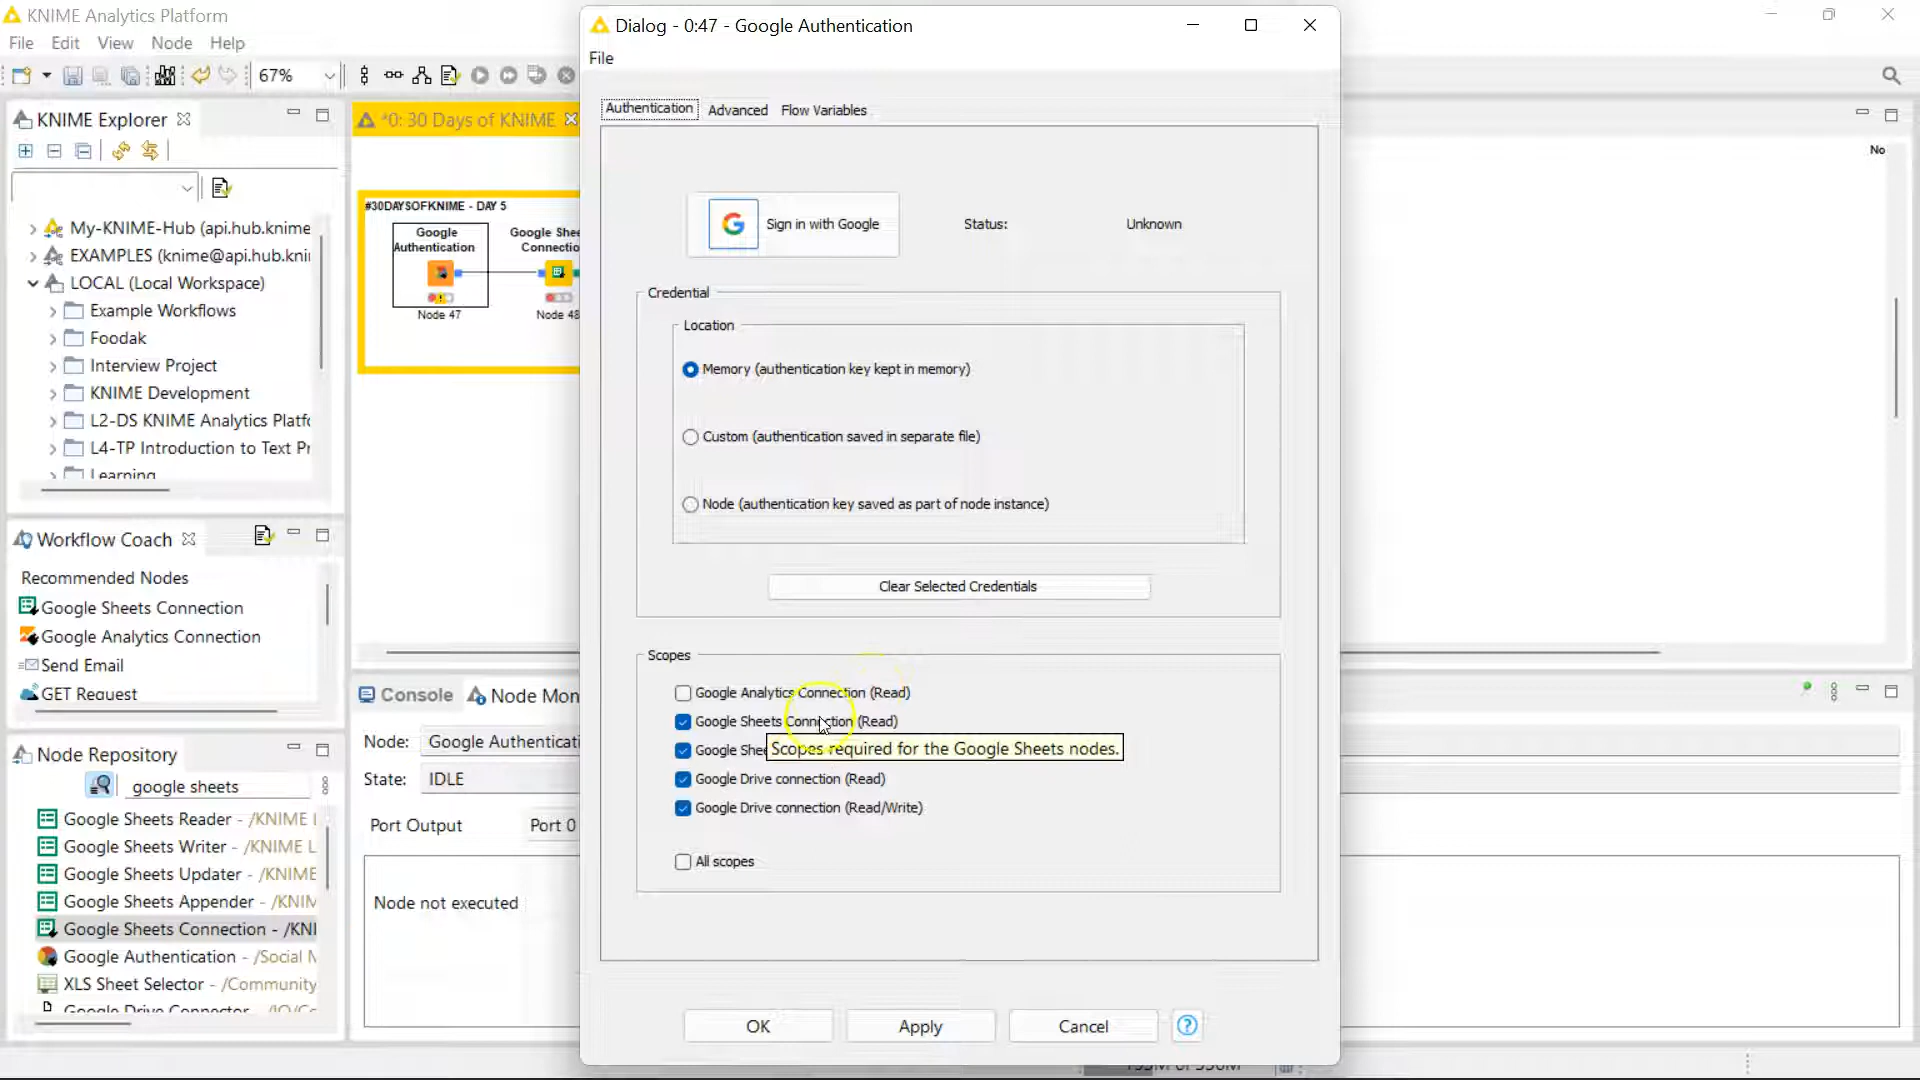 KNIME Analytics Platform
File Edit View Node Help
67%
KNIME Explorer
My-KNIME-Hub (api.hub.knime
EXAMPLES (knime@api.hub.kni
LOCAL (Local Workspace)
Example Workflows
Foodak
Interview Project
KNIME Development
L2-DS KNIME Analytics Platfo
L4-TP Introduction to Text Pr
Learning
Workflow Coach
Recommended Nodes
Google Sheets Connection
Google Analytics Connection
Send Email
GET Request
Node Repository
google sheets
Google Sheets Reader - /KNIME
Google Sheets Writer - /KNIME L
Google Sheets Updater - /KNIME
Google Sheets Appender - /KNIM
Google Sheets Connection - /KNI
Google Authentication - /Social M
XLS Sheet Selector - /Community
Google Drive Connector
*0: 30 Days of KNIME
#30DAYSOFKNIME - DAY 5
Google
Authentication
Node 47
Google Shee
Connectio
Node 48
No
Console Node Mon
Node: Google Authenticati
State: IDLE
Port Output Port 0
Node not executed
Dialog - 0:47 - Google Authentication
File
Authentication Advanced Flow Variables
Sign in with Google
Status: Unknown
Credential
Location
Memory (authentication key kept in memory)
Custom (authentication saved in separate file)
Node (authentication key saved as part of node instance)
Clear Selected Credentials
Scopes
Google Analytics Connection (Read)
Google Sheets Connection (Read)
Google Shee
Scopes required for the Google Sheets nodes.
Google Drive connection (Read)
Google Drive connection (Read/Write)
All scopes
OK Apply Cancel